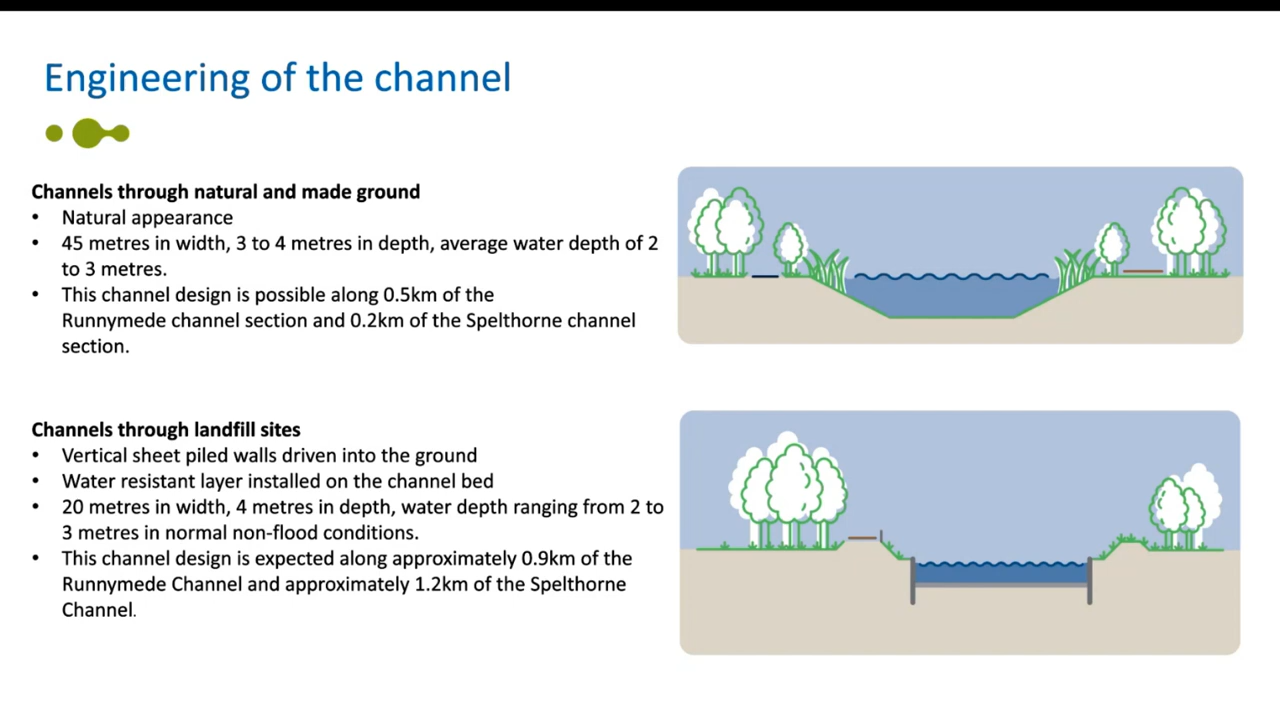 Engineering of the channel
Channels through natural and made ground
• Natural appearance
• 45 metres in width, 3 to 4 metres in depth, average water depth of 2
to 3 metres.
• This channel design is possible along 0.5km of the
Runnymede channel section and 0.2km of the Spelthorne channel
section.
Channels through landfill sites
• Vertical sheet piled walls driven into the ground
• Water resistant layer installed on the channel bed
• 20 metres in width, 4 metres in depth, water depth ranging from 2 to
3 metres in normal non-flood conditions.
• This channel design is expected along approximately 0.9km of the
Runnymede Channel and approximately 1.2km of the Spelthorne
Channel.